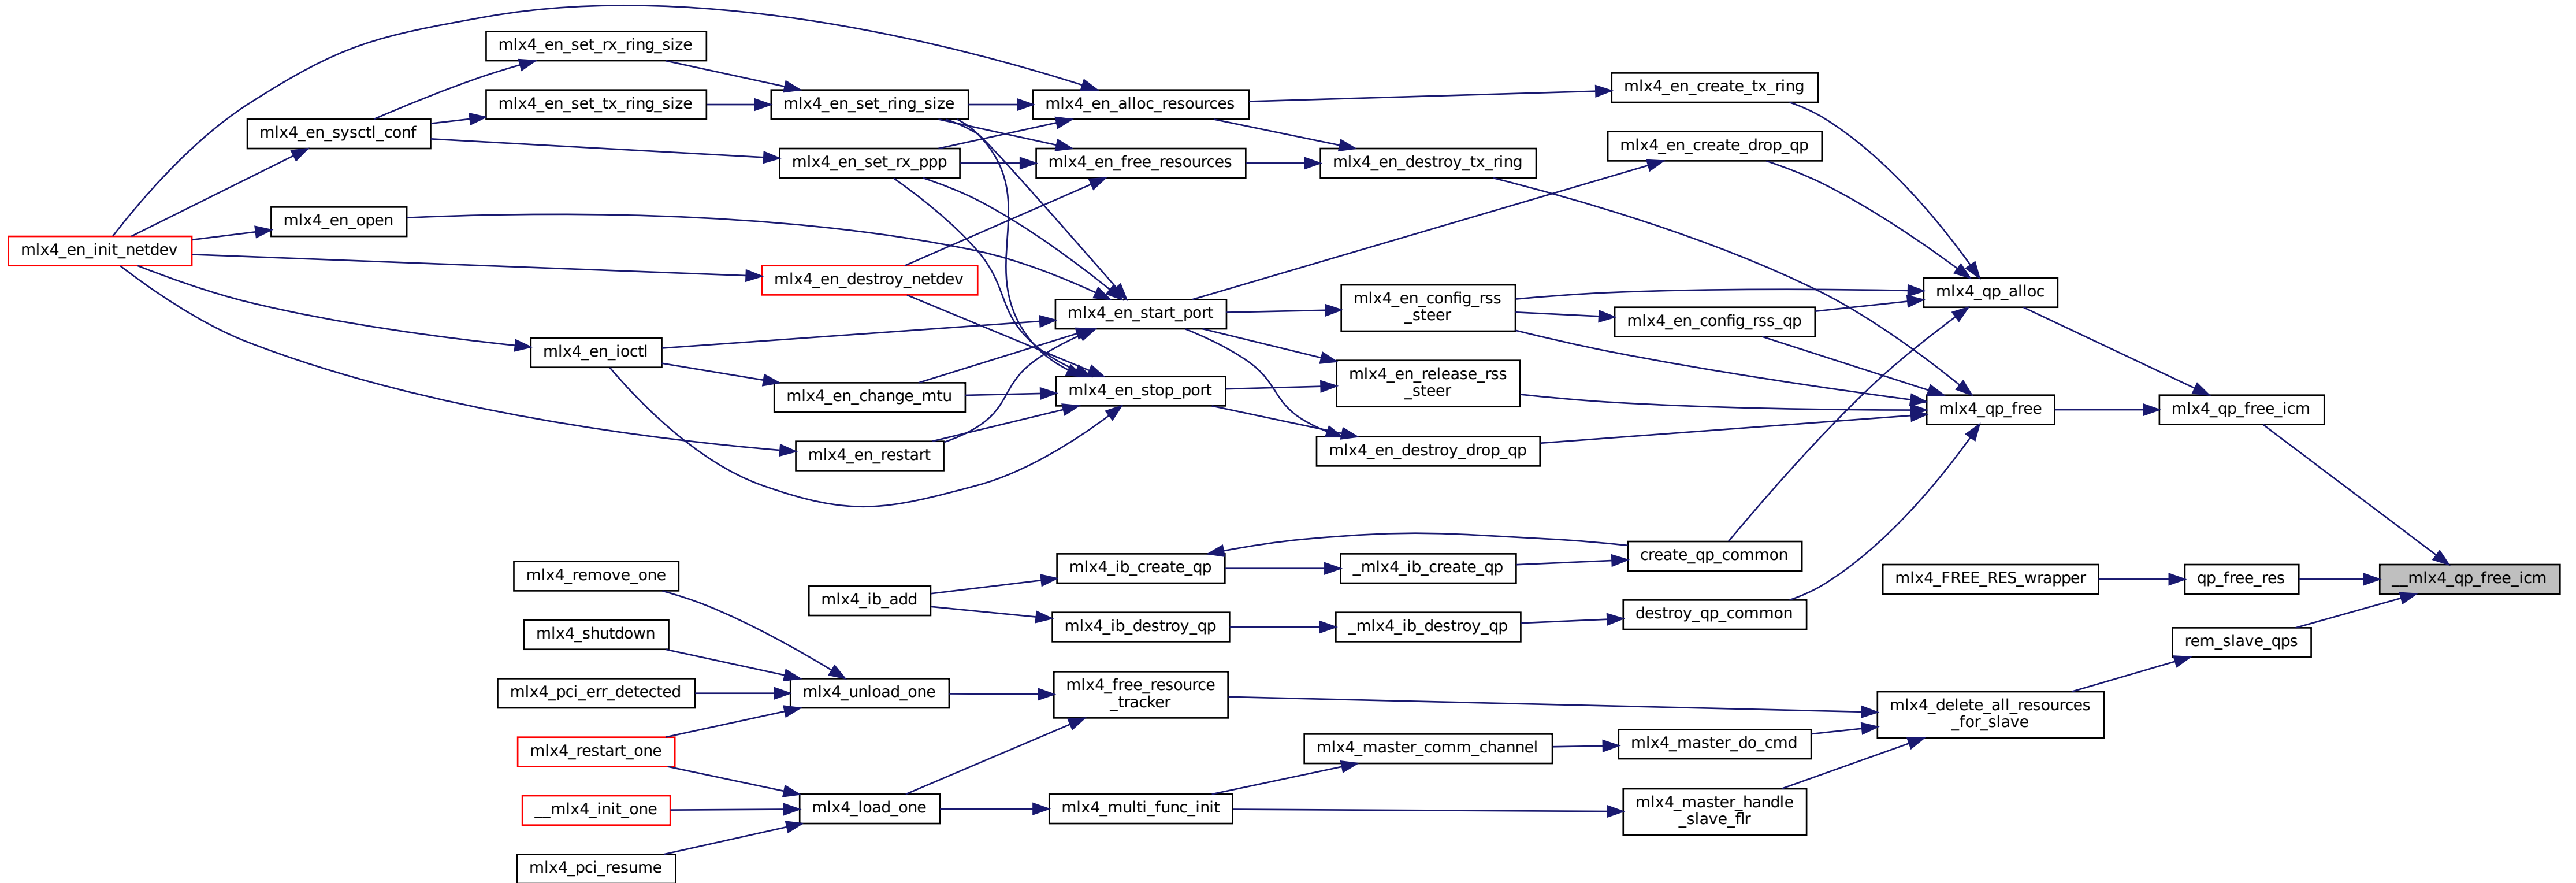 mlx4_en_set_rx_ring_size
mlx4_en_set_tx_ring_size
mlx4_en_set_ring_size
mlx4_en_alloc_resources
mlx4_en_create_tx_ring
mlx4_en_sysctl_conf
mlx4_en_set_rx_ppp
mlx4_en_free_resources
mlx4_en_destroy_tx_ring
mlx4_en_create_drop_qp
mlx4_en_open
mlx4_en_init_netdev
mlx4_en_destroy_netdev
mlx4_en_start_port
mlx4_en_config_rss
_steer
mlx4_en_config_rss_qp
mlx4_qp_alloc
mlx4_en_ioctl
mlx4_en_change_mtu
mlx4_en_stop_port
mlx4_en_release_rss
_steer
mlx4_qp_free
mlx4_qp_free_icm
mlx4_en_restart
mlx4_en_destroy_drop_qp
mlx4_ib_create_qp
_mlx4_ib_create_qp
create_qp_common
mlx4_remove_one
mlx4_ib_add
mlx4_FREE_RES_wrapper
qp_free_res
__mlx4_qp_free_icm
mlx4_shutdown
mlx4_ib_destroy_qp
_mlx4_ib_destroy_qp
destroy_qp_common
rem_slave_qps
mlx4_pci_err_detected
mlx4_unload_one
mlx4_free_resource
_tracker
mlx4_delete_all_resources
_for_slave
mlx4_restart_one
mlx4_master_comm_channel
mlx4_master_do_cmd
__mlx4_init_one
mlx4_load_one
mlx4_multi_func_init
mlx4_master_handle
_slave_flr
mlx4_pci_resume